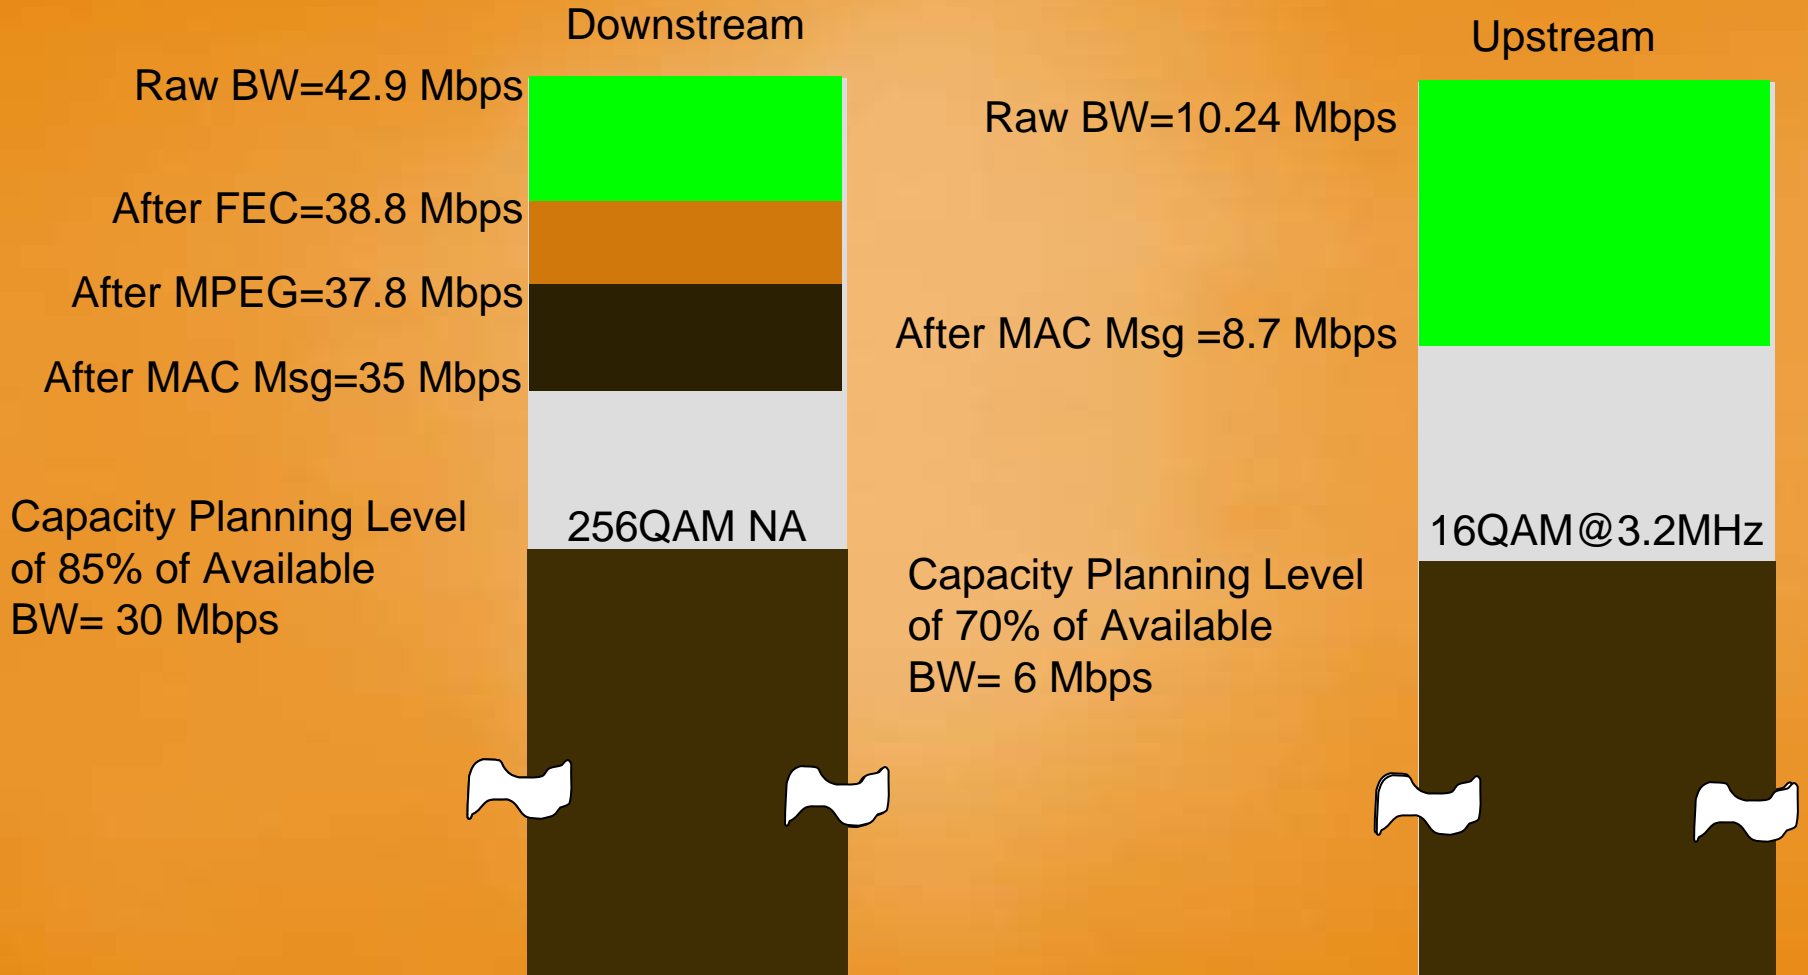 Downstream
Raw BW=42.9 Mbps
After FEC=38.8 Mbps
After MPEG=37.8 Mbps
After MAC Msg=35 Mbps
Capacity Planning Level
of 85% of Available
BW= 30 Mbps
256QAM NA
Upstream
Raw BW=10.24 Mbps
After MAC Msg =8.7 Mbps
16QAM@3.2MHz
Capacity Planning Level
of 70% of Available
BW= 6 Mbps